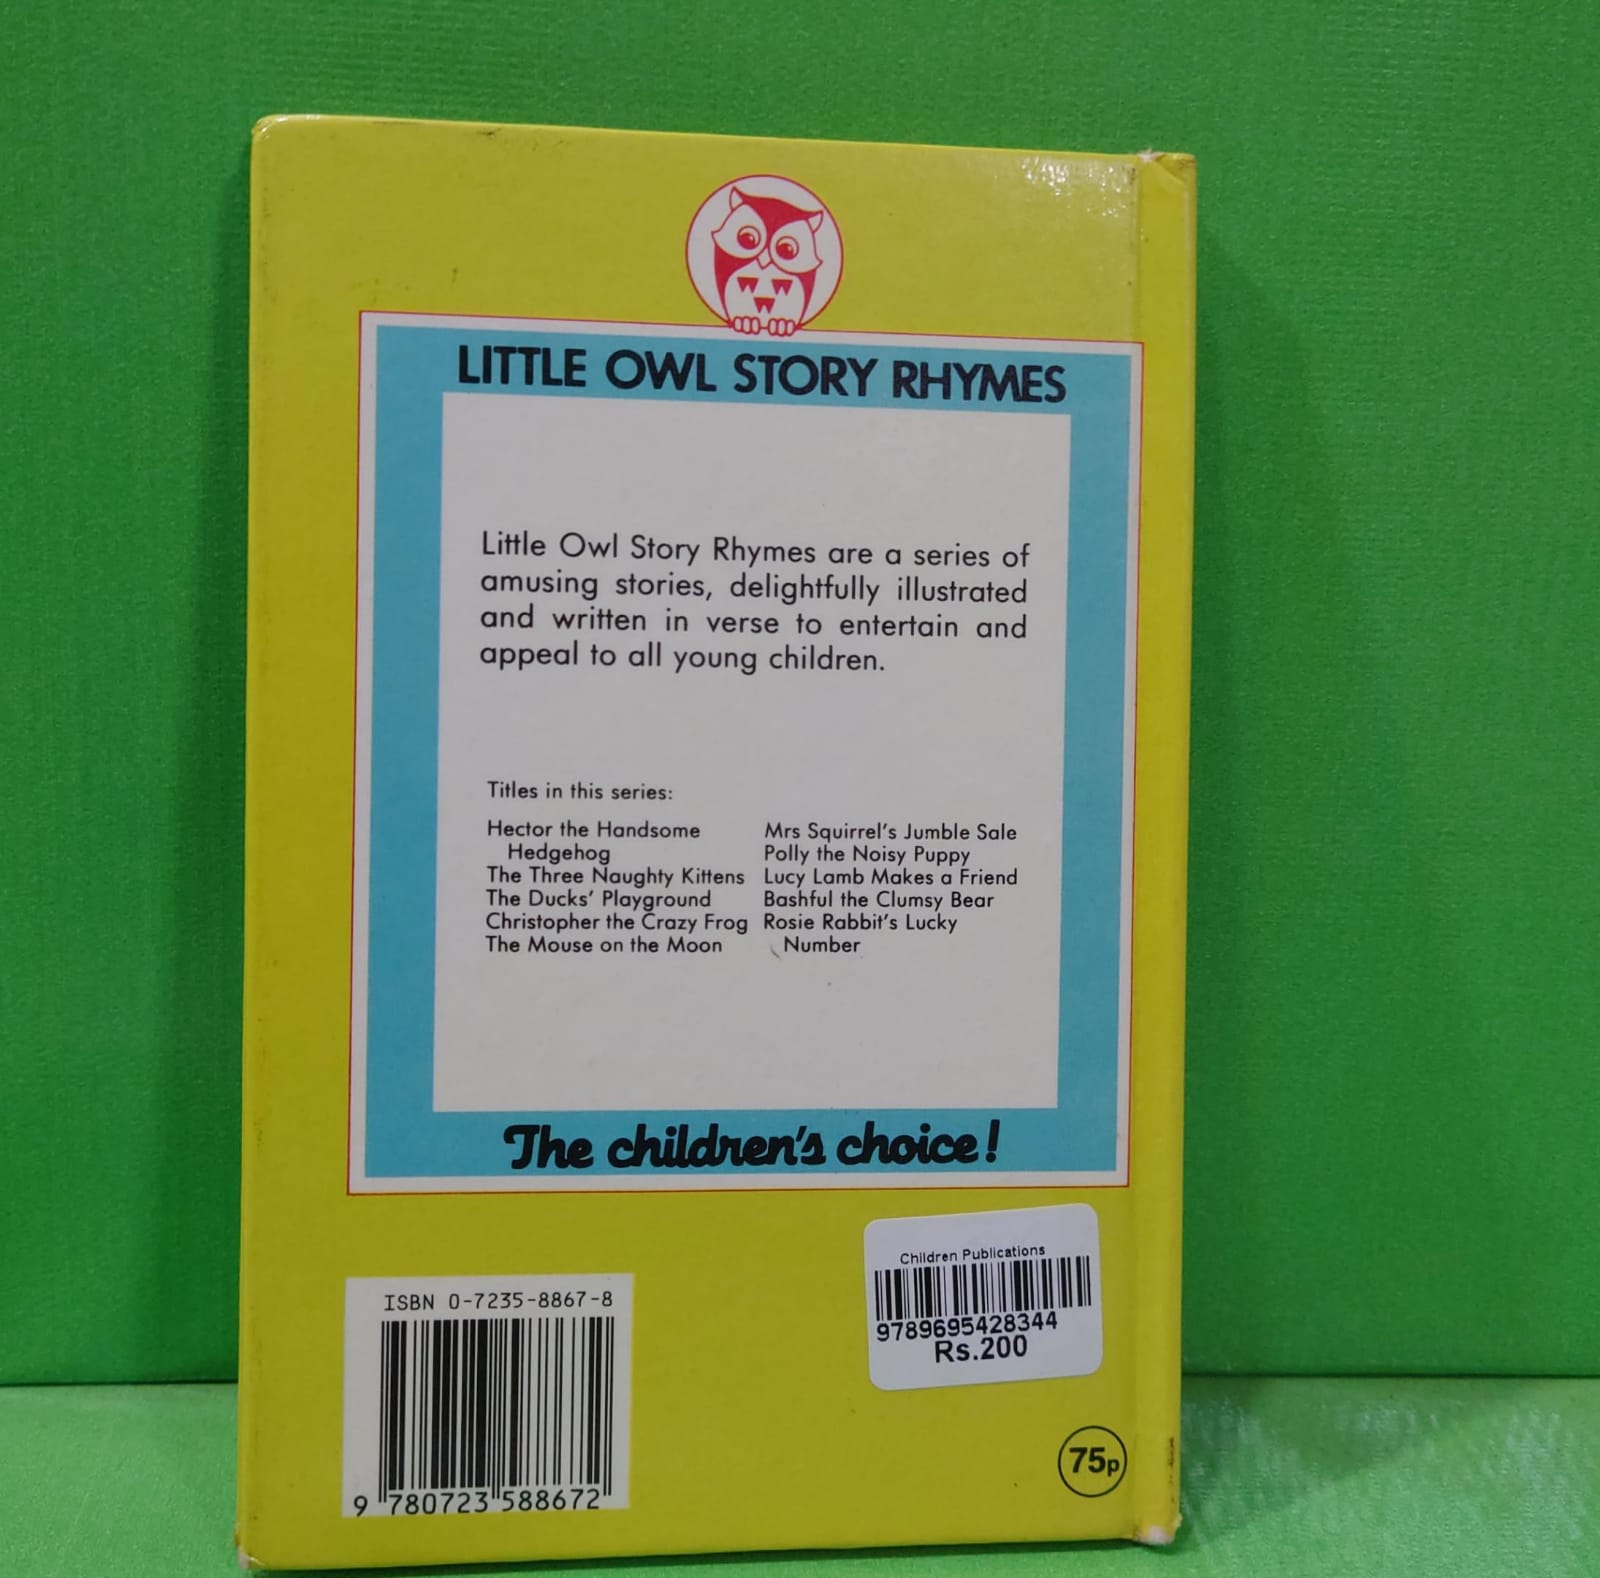 LITTLE OWL STORY RHYMES
Little Owl Story Rhymes are a series of
amusing stories, delightfully illustrated
and written in verse to entertain and
appeal to all young children.
Titles in this series:
Hector the Handsome
Hedgehog
The Three Naughty Kittens
The Ducks' Playground
Christopher the Crazy Frog
The Mouse on the Moon
Mrs Squirrel's Jumble Sale
Polly the Noisy Puppy
Lucy Lamb Makes a Friend
Bashful the Clumsy Bear
Rosie Rabbit's Lucky
Number
The children's choice!
Children Publications
9789695428344
Rs.200
ISBN 0-7235-8867-8
9 780723 588672
75p